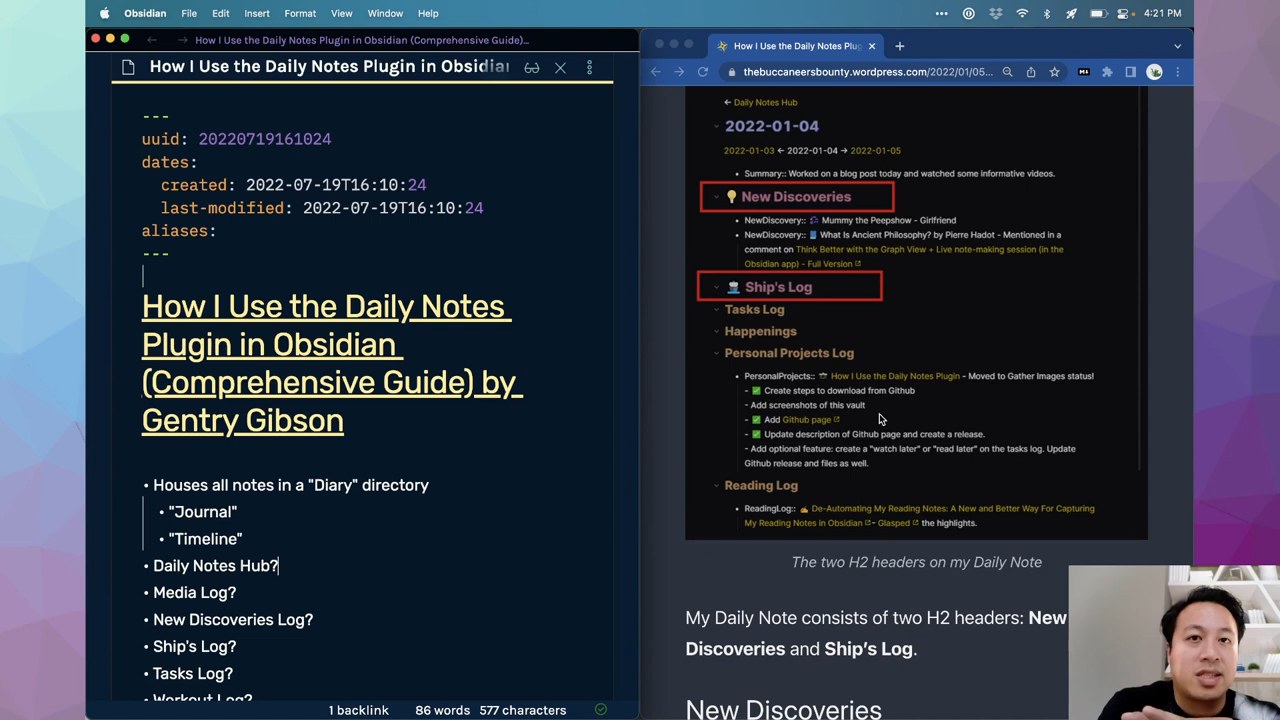 Obsidian File Edit Insert Format View Window Help ••• 4:21 PM
How I Use the Daily Notes Plugin in Obsidian (Comprehensive Guide)...
How I Use the Daily Notes Plugin in Obsidian
---
uuid: 20220719161024
dates:
created: 2022-07-19T16:10:24
last-modified: 2022-07-19T16:10:24
aliases:
---
How I Use the Daily Notes
Plugin in Obsidian
(Comprehensive Guide) by
Gentry Gibson
• Houses all notes in a "Diary" directory
• "Journal"
• "Timeline"
• Daily Notes Hub?
• Media Log?
• New Discoveries Log?
• Ship's Log?
• Tasks Log?
• Workout Log?
1 backlink 86 words 577 characters
How I Use the Daily Notes Plug
thebuccaneersbounty.wordpress.com/2022/01/05...
← Daily Notes Hub
2022-01-04
2022-01-03 ← 2022-01-04 → 2022-01-05
• Summary:: Worked on a blog post today and watched some informative videos.
💡 New Discoveries
• NewDiscovery:: Mummy the Peepshow - Girlfriend
• NewDiscovery:: 📘 What Is Ancient Philosophy? by Pierre Hadot - Mentioned in a
comment on Think Better with the Graph View + Live note-making session (in the
Obsidian app) - Full Version
Ship's Log
Tasks Log
Happenings
Personal Projects Log
• PersonalProjects:: How I Use the Daily Notes Plugin - Moved to Gather Images status!
- ✅ Create steps to download from Github
- Add screenshots of this vault
- ✅ Add Github page
- ✅ Update description of Github page and create a release.
- Add optional feature: create a "watch later" or "read later" on the tasks log. Update
Github release and files as well.
Reading Log
• ReadingLog:: ✍ De-Automating My Reading Notes: A New and Better Way For Capturing
My Reading Notes in Obsidian - Glasped the highlights.
The two H2 headers on my Daily Note
My Daily Note consists of two H2 headers: New
Discoveries and Ship's Log.
New Discoveries